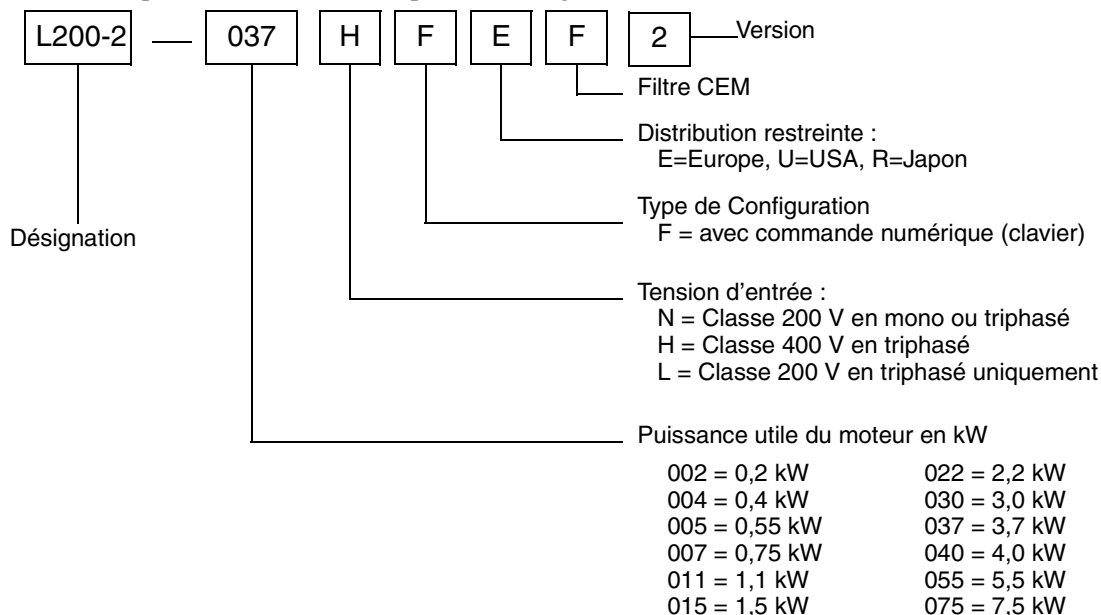 L200-2 — 037 H F E F 2 Version
Filtre CEM
Distribution restreinte :
E=Europe, U=USA, R=Japon
Type de Configuration
F = avec commande numérique (clavier)
Désignation
Tension d’entrée :
N = Classe 200 V en mono ou triphasé
H = Classe 400 V en triphasé
L = Classe 200 V en triphasé uniquement
Puissance utile du moteur en kW
002 = 0,2 kW 022 = 2,2 kW
004 = 0,4 kW 030 = 3,0 kW
005 = 0,55 kW 037 = 3,7 kW
007 = 0,75 kW 040 = 4,0 kW
011 = 1,1 kW 055 = 5,5 kW
015 = 1,5 kW 075 = 7,5 kW